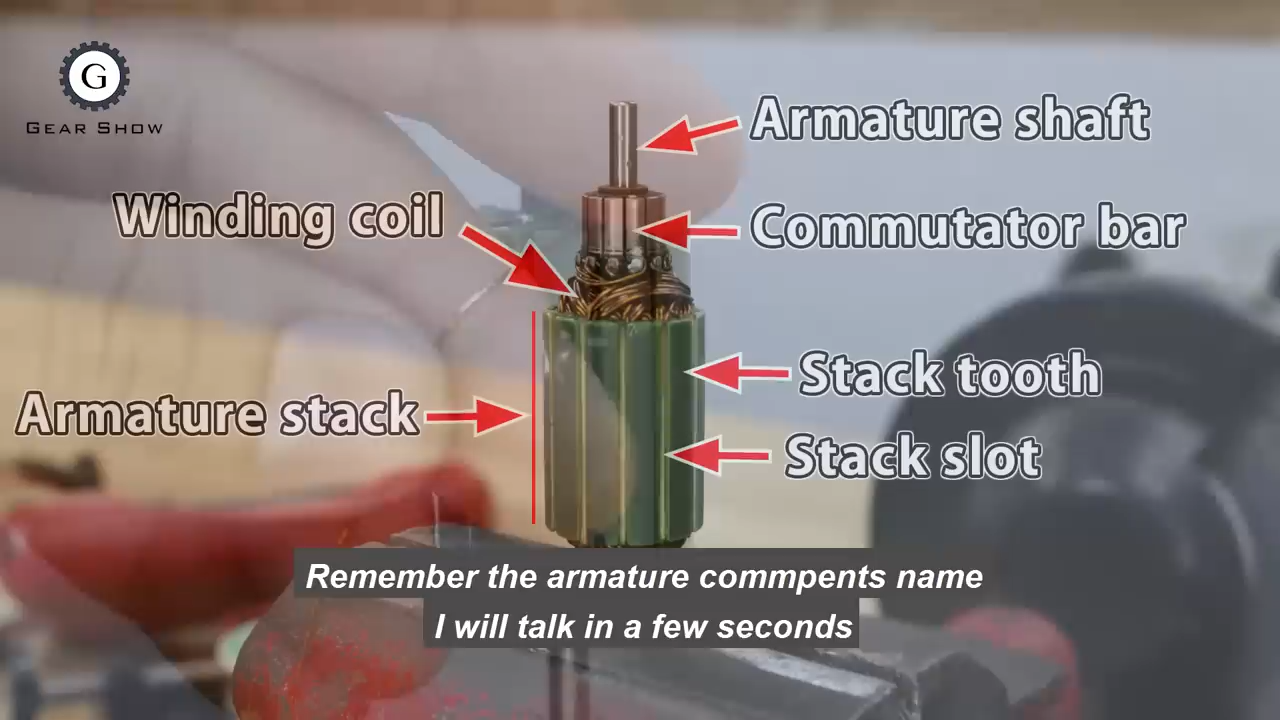 G
GEAR SHOW
Armature shaft
Winding coil
Commutator bar
Stack tooth
Armature stack
Stack slot
Remember the armature commpents name
I will talk in a few seconds